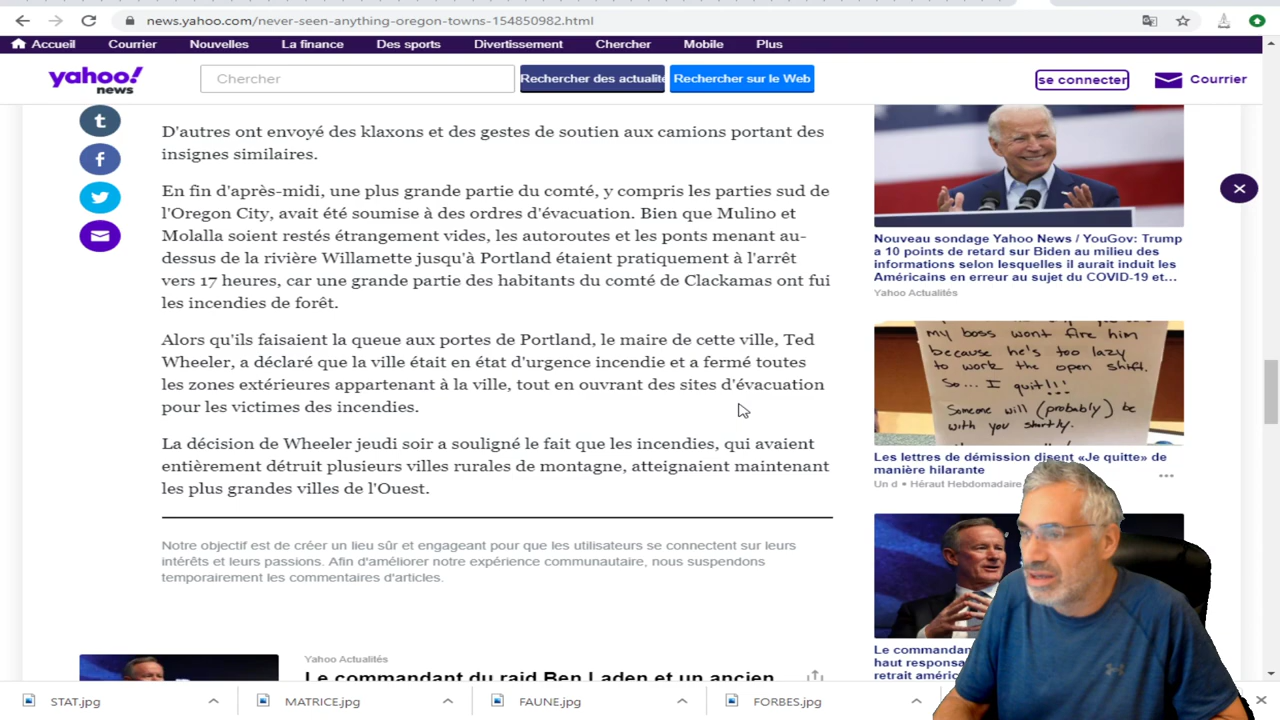 news.yahoo.com/never-seen-anything-oregon-towns-154850982.html
Accueil Courrier Nouvelles La finance Des sports Divertissement Chercher Mobile Plus
yahoo!
news
Chercher
Rechercher des actualité
Rechercher sur le Web
se connecter
Courrier
D'autres ont envoyé des klaxons et des gestes de soutien aux camions portant des
insignes similaires.
En fin d'après-midi, une plus grande partie du comté, y compris les parties sud de
l'Oregon City, avait été soumise à des ordres d'évacuation. Bien que Mulino et
Molalla soient restés étrangement vides, les autoroutes et les ponts menant au-
dessus de la rivière Willamette jusqu'à Portland étaient pratiquement à l'arrêt
vers 17 heures, car une grande partie des habitants du comté de Clackamas ont fui
les incendies de forêt.
Alors qu'ils faisaient la queue aux portes de Portland, le maire de cette ville, Ted
Wheeler, a déclaré que la ville était en état d'urgence incendie et a fermé toutes
les zones extérieures appartenant à la ville, tout en ouvrant des sites d'évacuation
pour les victimes des incendies.
La décision de Wheeler jeudi soir a souligné le fait que les incendies, qui avaient
entièrement détruit plusieurs villes rurales de montagne, atteignaient maintenant
les plus grandes villes de l'Ouest.
Notre objectif est de créer un lieu sûr et engageant pour que les utilisateurs se connectent sur leurs
intérêts et leurs passions. Afin d'améliorer notre expérience communautaire, nous suspendons
temporairement les commentaires d'articles.
Yahoo Actualités
Le commandant du raid Ben Laden et un ancien
Nouveau sondage Yahoo News / YouGov: Trump
a 10 points de retard sur Biden au milieu des
informations selon lesquelles il aurait induit les
Américains en erreur au sujet du COVID-19 et...
Yahoo Actualités
my boss wont fire him
because he's too lazy
to work the open shift.
So... I quit!!!
Someone will (probably) be
with you shortly.
Les lettres de démission disent «Je quitte» de
manière hilarante
Un d • Héraut Hebdomadaire
Le commandan
haut respons
retrait améri
STAT.jpg
MATRICE.jpg
FAUNE.jpg
FORBES.jpg